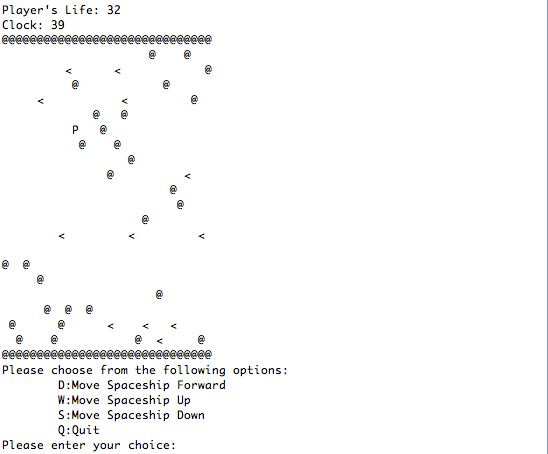 Player's Life: 32
Clock: 39
@@@@@@@@@@@@@@@@@@@@@@@@@@@@@@
                     @    @
         <      <            @
          @            @
     <           <         @
             @   @
          P   @
           @    @
                  @
               @          <
                        @
                         @
                    @
        <         <         <

@  @
     @
                      @
      @  @  @
 @      @      <    <   <
  @    @           @  <     @
@@@@@@@@@@@@@@@@@@@@@@@@@@@@@@
Please choose from the following options:
        D:Move Spaceship Forward
        W:Move Spaceship Up
        S:Move Spaceship Down
        Q:Quit
Please enter your choice: